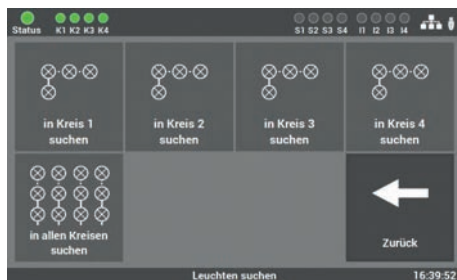 Status K1 K2 K3 K4 S1 S2 S3 S4 I1 I2 I3 I4
in Kreis 1
suchen
in Kreis 2
suchen
in Kreis 3
suchen
in Kreis 4
suchen
in allen Kreisen
suchen
Zurück
Leuchten suchen 16:39:52